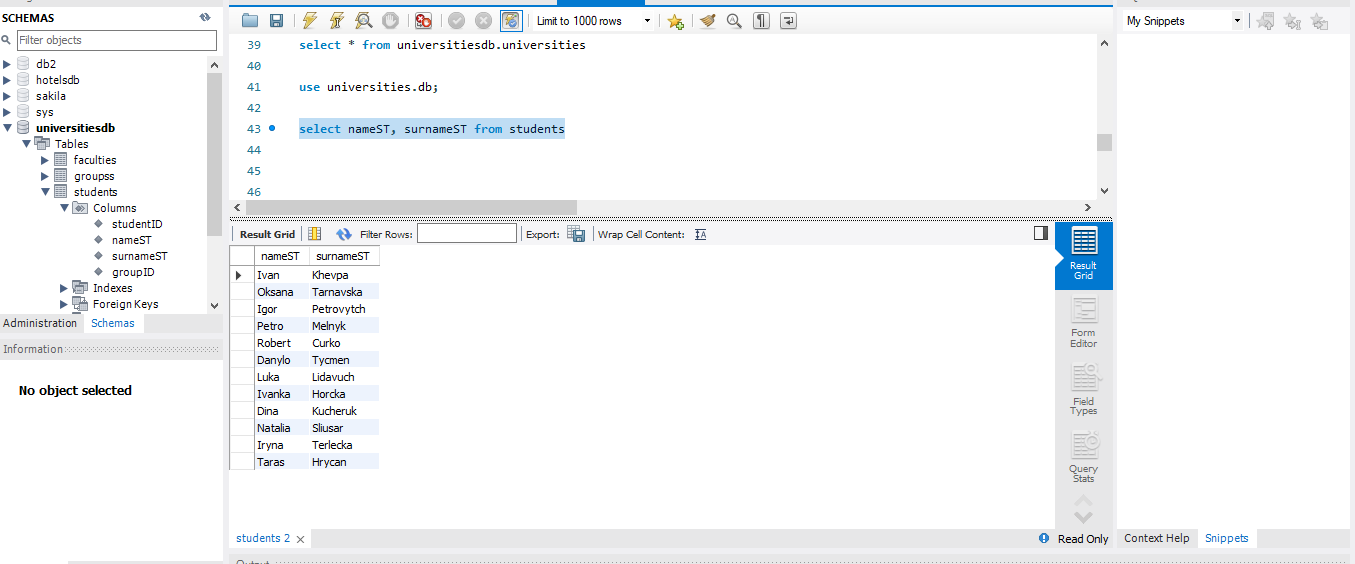 SCHEMAS
Filter objects
db2
hotelsdb
sakila
sys
universitiesdb
Tables
faculties
groupss
students
Columns
studentID
nameST
surnameST
groupID
Indexes
Foreign Keys
Administration Schemas
Information
No object selected
Limit to 1000 rows
39 select * from universitiesdb.universities
40
41 use universities.db;
42
43 select nameST, surnameST from students
44
45
46
Result Grid Filter Rows: Export: Wrap Cell Content:
nameST surnameST
Ivan Khevpa
Oksana Tarnavska
Igor Petrovytch
Petro Melnyk
Robert Curko
Danylo Tycmen
Luka Lidavuch
Ivanka Horcka
Dina Kucheruk
Natalia Sliusar
Iryna Terlecka
Taras Hrycan
Result
Grid
Form
Editor
Field
Types
Query
Stats
students 2
Read Only
Output
My Snippets
Context Help Snippets